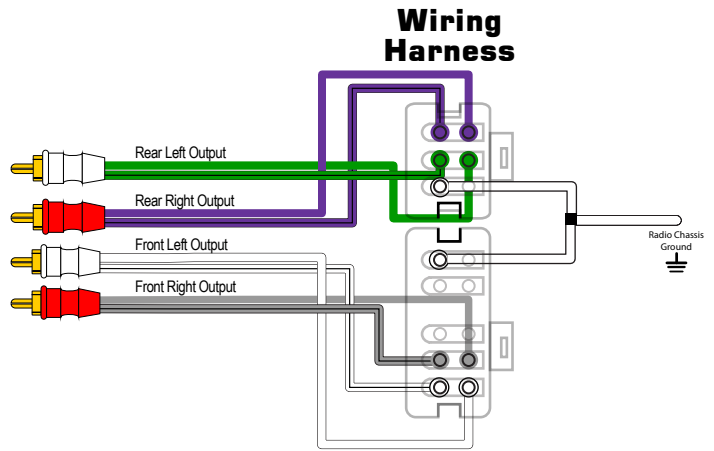 Wiring
Harness
Rear Left Output
Rear Right Output
Front Left Output
Front Right Output
Radio Chassis
Ground